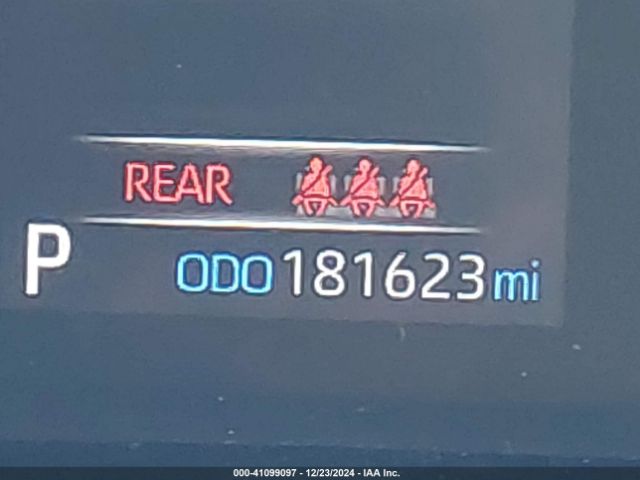 REAR
P ODO 181623 mi
000-41099097 - 12/23/2024 - IAA Inc.